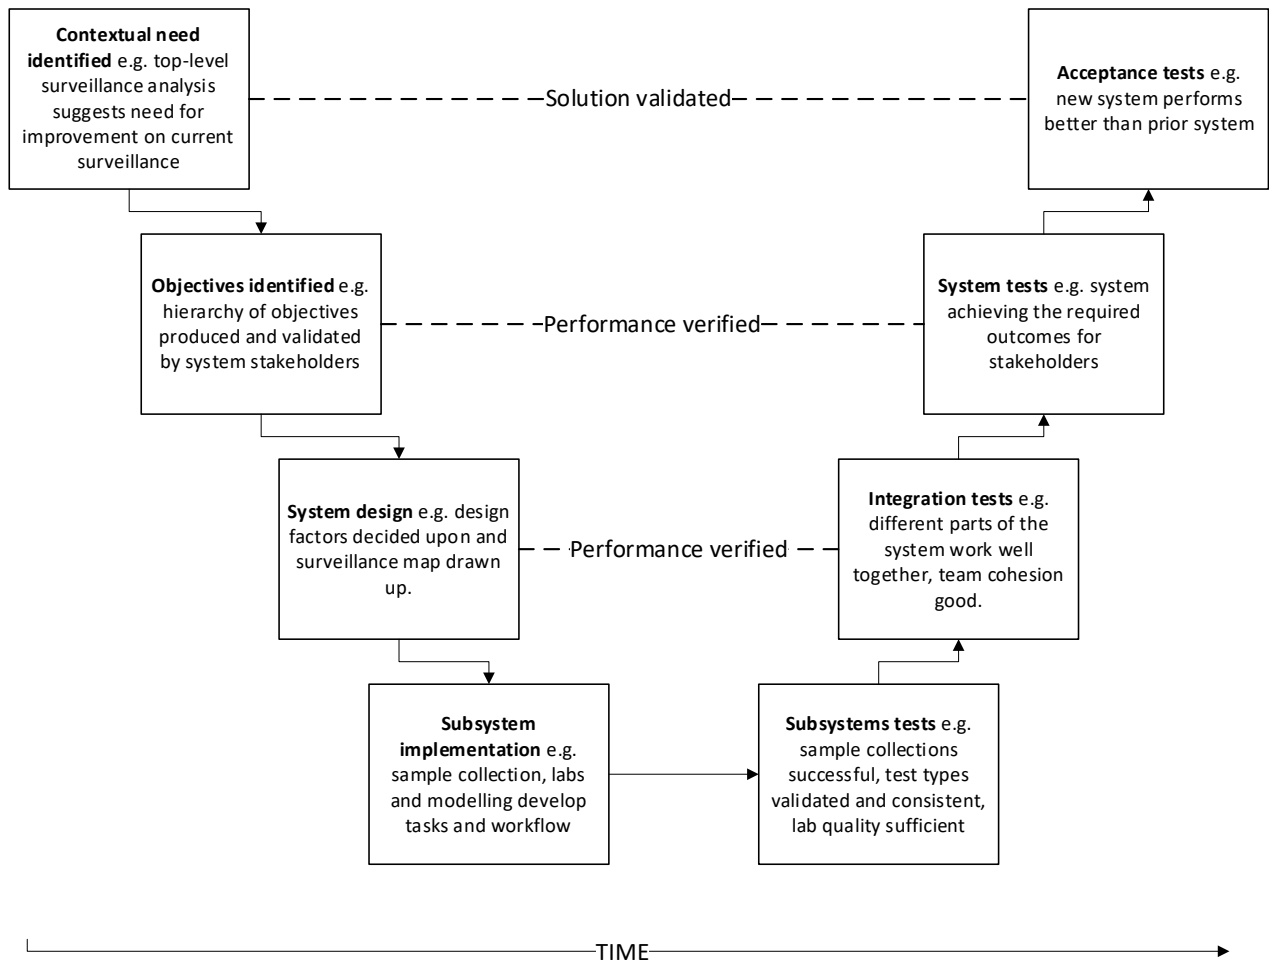 Contextual need
identified e.g. top-level
surveillance analysis
suggests need for
improvement on current
surveillance
Solution validated
Acceptance tests e.g.
new system performs
better than prior system
Objectives identified e.g.
hierarchy of objectives
produced and validated
by system stakeholders
Performance verified
System tests e.g. system
achieving the required
outcomes for
stakeholders
System design e.g. design
factors decided upon and
surveillance map drawn
up.
Performance verified
Integration tests e.g.
different parts of the
system work well
together, team cohesion
good.
Subsystem
implementation e.g.
sample collection, labs
and modelling develop
tasks and workflow
Subsystems tests e.g.
sample collections
successful, test types
validated and consistent,
lab quality sufficient
TIME